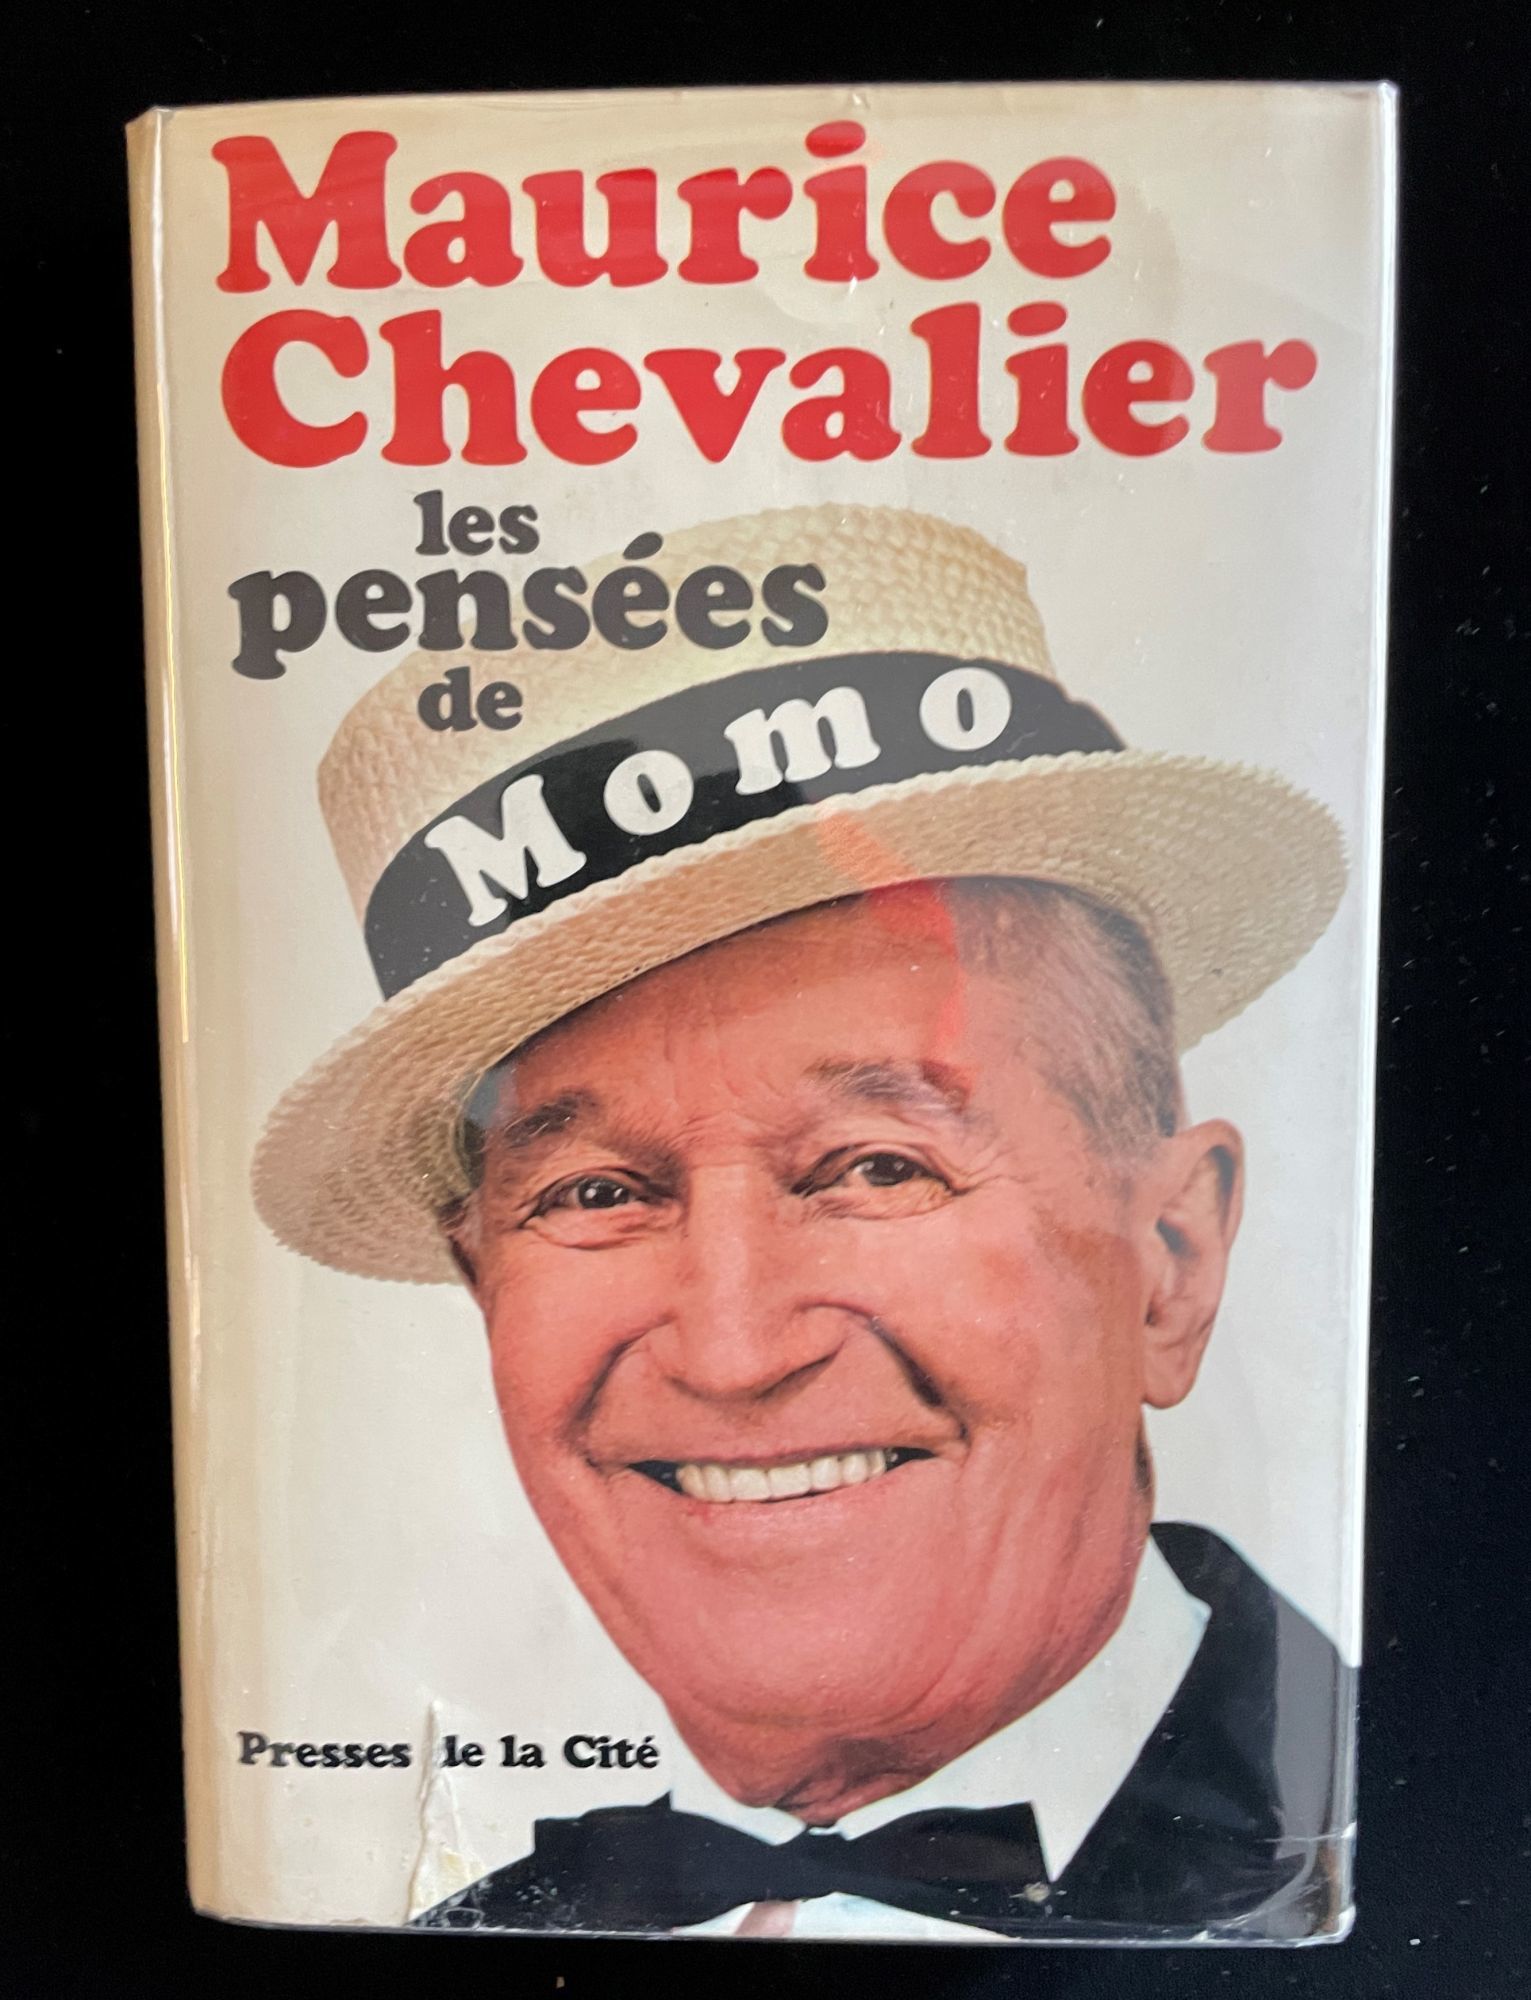 Maurice
Chevalier
les
pensées
de
Momo
Presses de la Cité